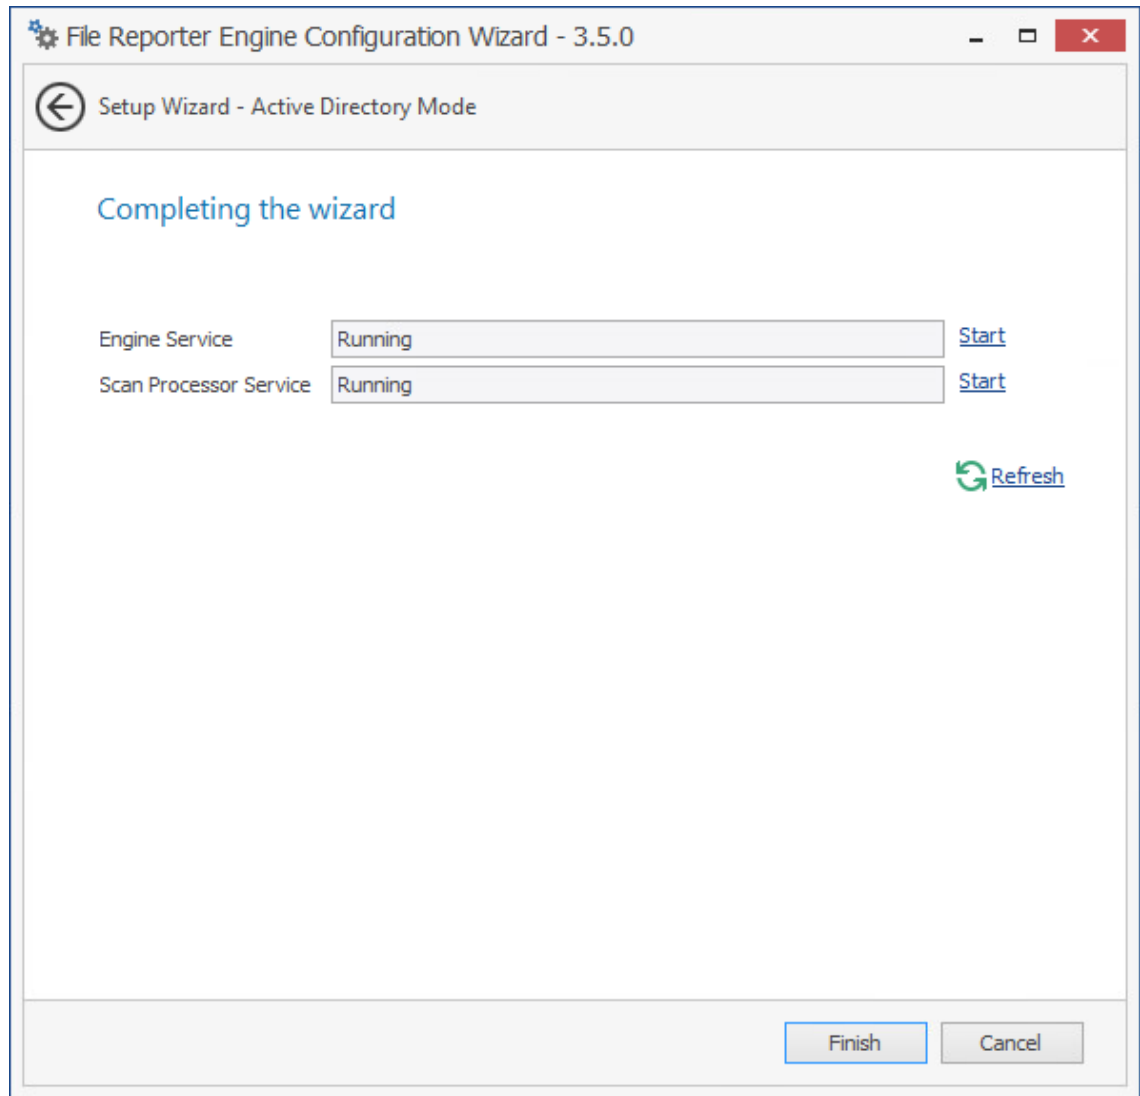 File Reporter Engine Configuration Wizard - 3.5.0
Setup Wizard - Active Directory Mode
Completing the wizard
Engine Service Running Start
Scan Processor Service Running Start
Refresh
Finish Cancel